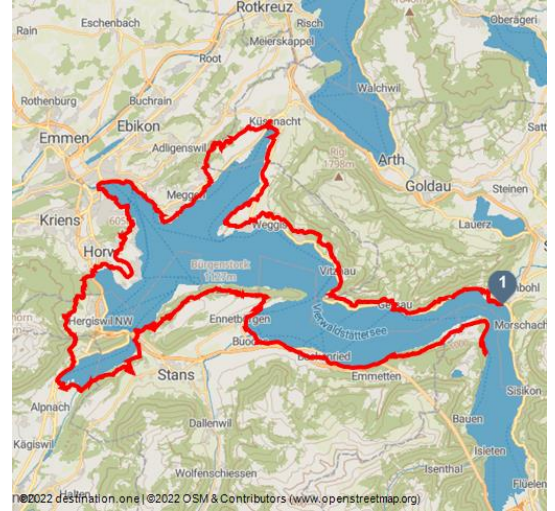 Rotkreuz
Oberägeri
Eschenbach
Risch
Rain
Meierskappel
Root
Walchwil
Buchrain
Rothenburg
Küssnacht
Ebikon
Emmen
Rigi
1798m
Arth
Adligenswil
Goldau
Steinen
Meggen
Kriens
Lauerz
Weggis
Horw
Bürgenstock
1127m
Vitznau
1
Gersau
Morschach
Hergiswil NW
Ennetbürgen
Vierwaldstättersee
Buochs
Beckenried
Stans
Emmetten
Sisikon
Alpnach
Bauen
Dallenwil
Kägiswil
Isleten
Isenthal
Wolfenschiessen
Flüelen
©2022 destination.one | ©2022 OSM & Contributors (www.openstreetmap.org)